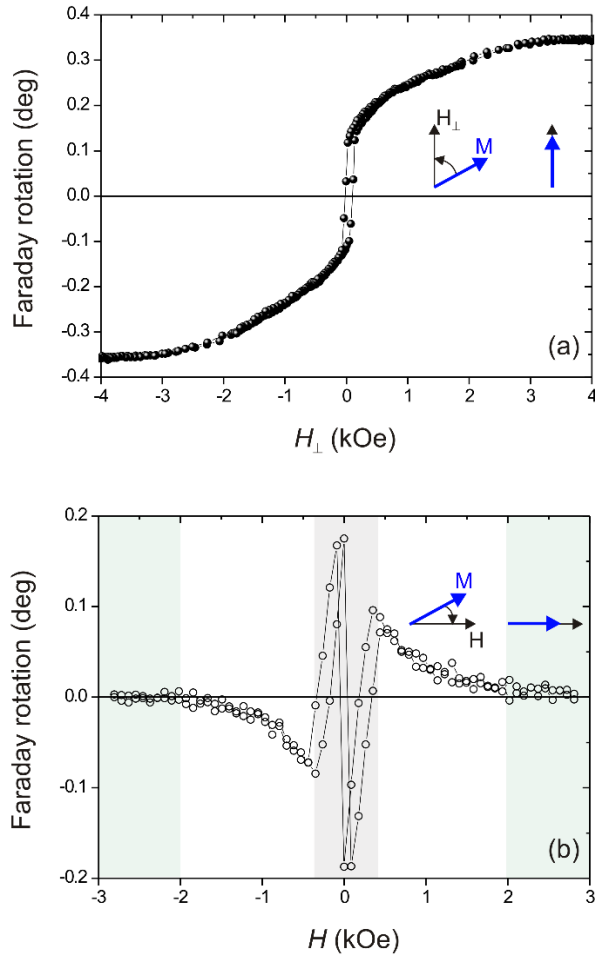 Faraday rotation (deg)
0.4
0.3
0.2
0.1
0.0
-0.1
-0.2
-0.3
-0.4
H⊥
M
(a)
-4 -3 -2 -1 0 1 2 3 4
H⊥ (kOe)
Faraday rotation (deg)
0.2
0.1
0.0
-0.1
-0.2
M
H
(b)
-3 -2 -1 0 1 2 3
H (kOe)